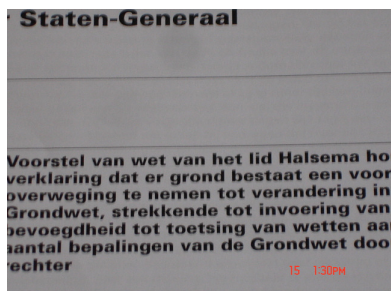 Staten-Generaal
Voorstel van wet van het lid Halsema ho
verklaring dat er grond bestaat een voor
overweging te nemen tot verandering in
Grondwet, strekkende tot invoering van
bevoegdheid tot toetsing van wetten aa
aantal bepalingen van de Grondwet doo
rechter
15 1:30PM